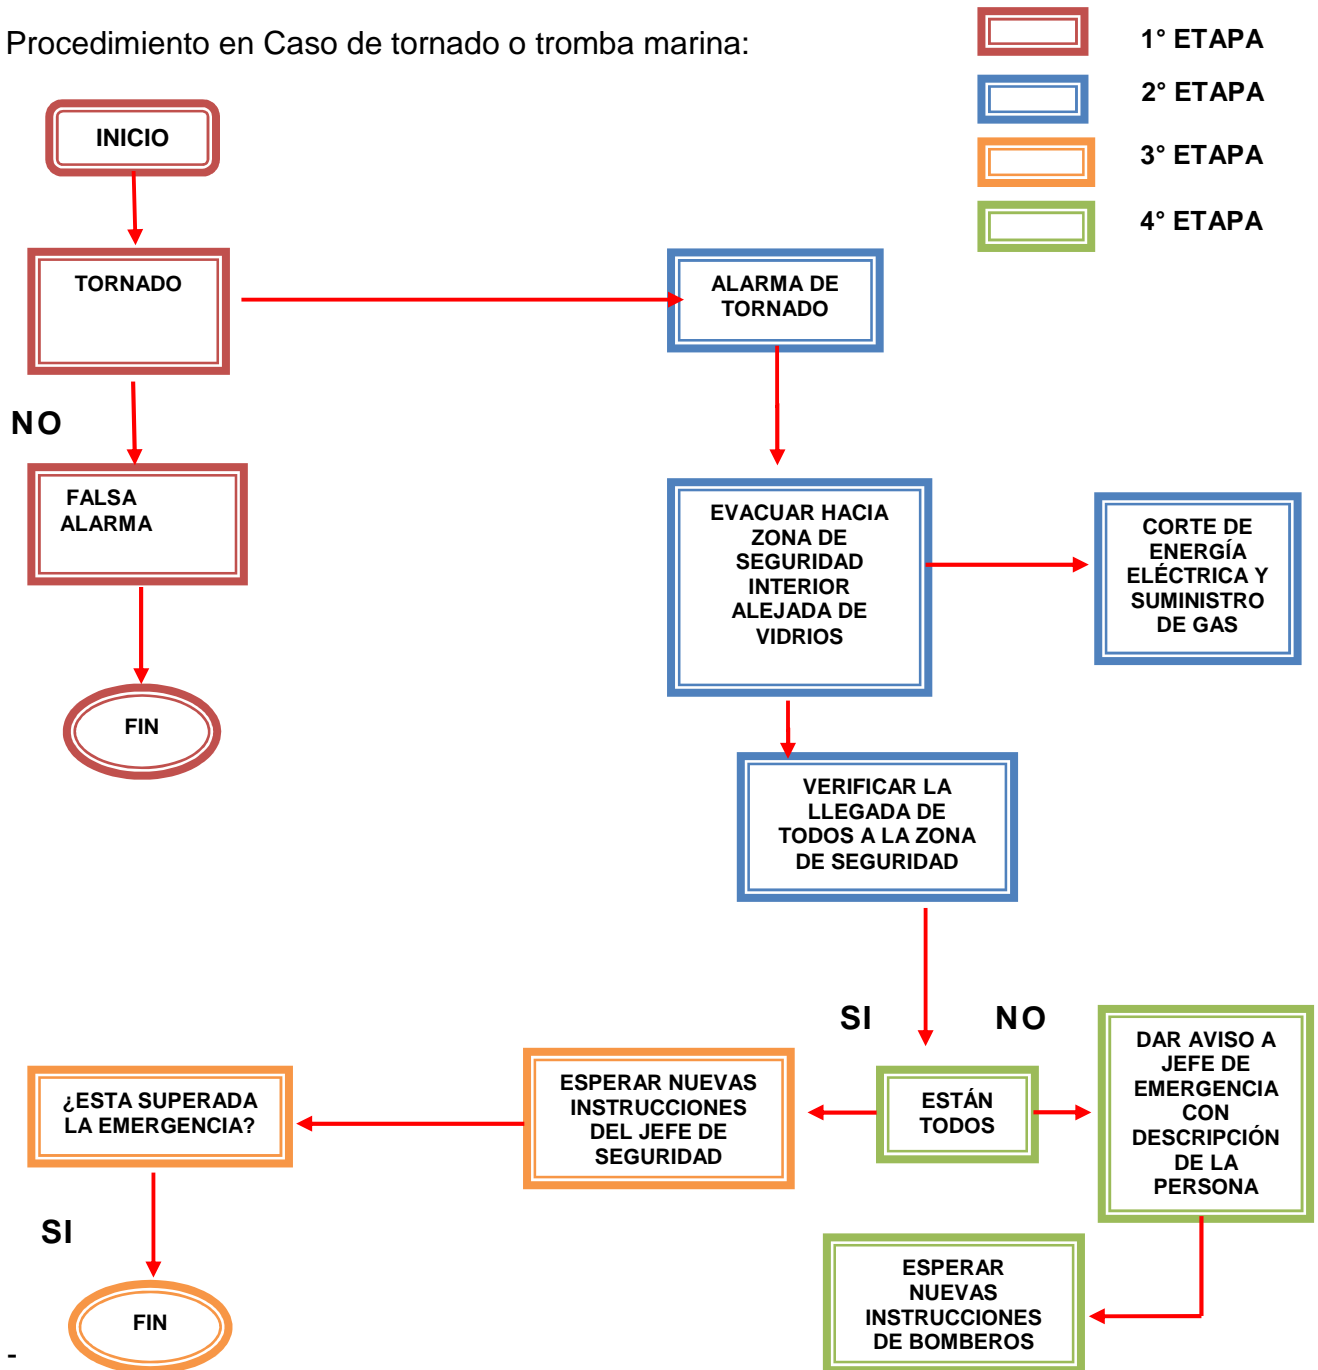 Procedimiento en Caso de tornado o tromba marina:
1° ETAPA
2° ETAPA
3° ETAPA
4° ETAPA
INICIO
TORNADO
ALARMA DE
TORNADO
NO
FALSA
ALARMA
FIN
EVACUAR HACIA
ZONA DE
SEGURIDAD
INTERIOR
ALEJADA DE
VIDRIOS
CORTE DE
ENERGÍA
ELÉCTRICA Y
SUMINISTRO
DE GAS
VERIFICAR LA
LLEGADA DE
TODOS A LA ZONA
DE SEGURIDAD
SI
NO
ESTÁN
TODOS
DAR AVISO A
JEFE DE
EMERGENCIA
CON
DESCRIPCIÓN
DE LA
PERSONA
ESPERAR NUEVAS
INSTRUCCIONES
DEL JEFE DE
SEGURIDAD
¿ESTA SUPERADA
LA EMERGENCIA?
SI
FIN
ESPERAR
NUEVAS
INSTRUCCIONES
DE BOMBEROS
-